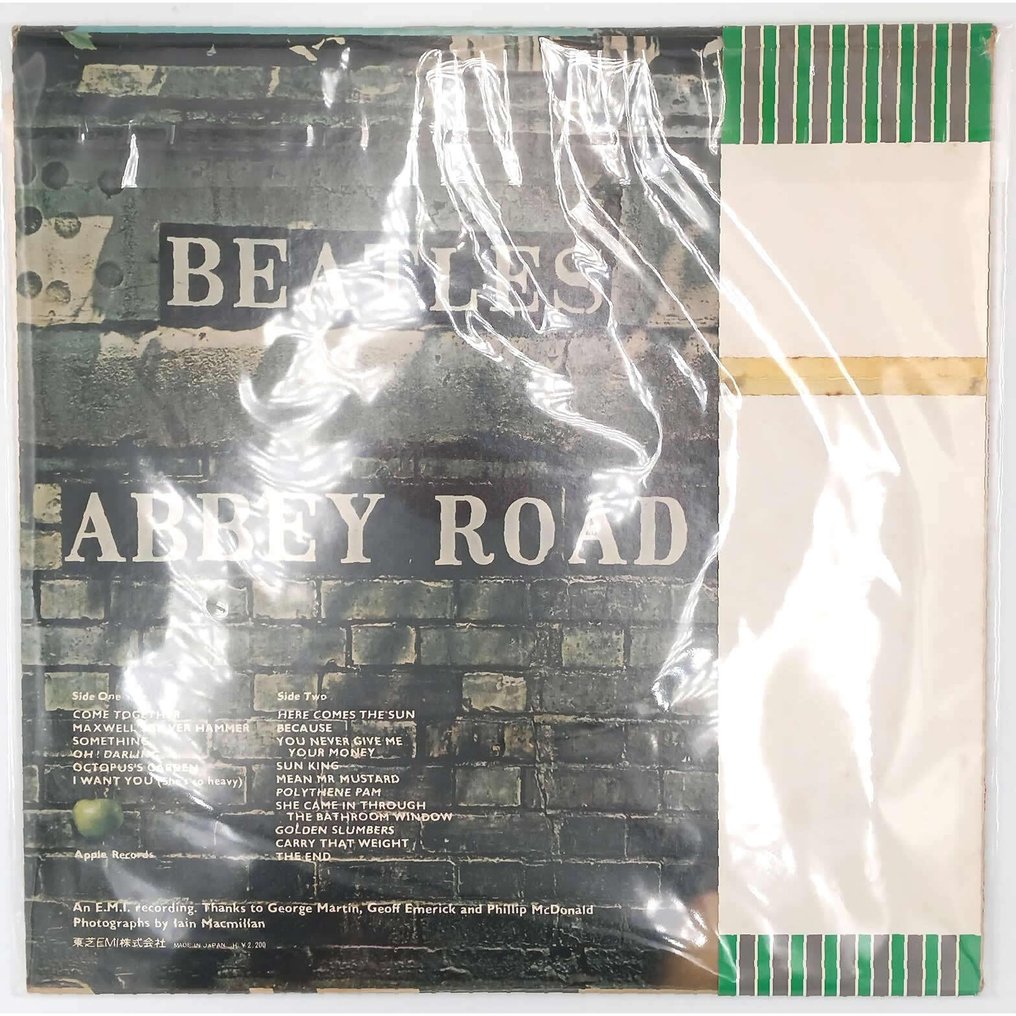 BEATLES
ABBEY ROAD
Side One
COME TOGETHER
MAXWELL'S SILVER HAMMER
SOMETHING
OH! DARLING
OCTOPUS'S GARDEN
I WANT YOU (She's so heavy)
Side Two
HERE COMES THE SUN
BECAUSE
YOU NEVER GIVE ME
YOUR MONEY
SUN KING
MEAN MR MUSTARD
POLYTHENE PAM
SHE CAME IN THROUGH
THE BATHROOM WINDOW
GOLDEN SLUMBERS
CARRY THAT WEIGHT
THE END
Apple Records
An E.M.I. recording. Thanks to George Martin, Geoff Emerick and Phillip McDonald
Photographs by Iain Macmillan
東芝EMI株式会社 MADE IN JAPAN H ¥2,200